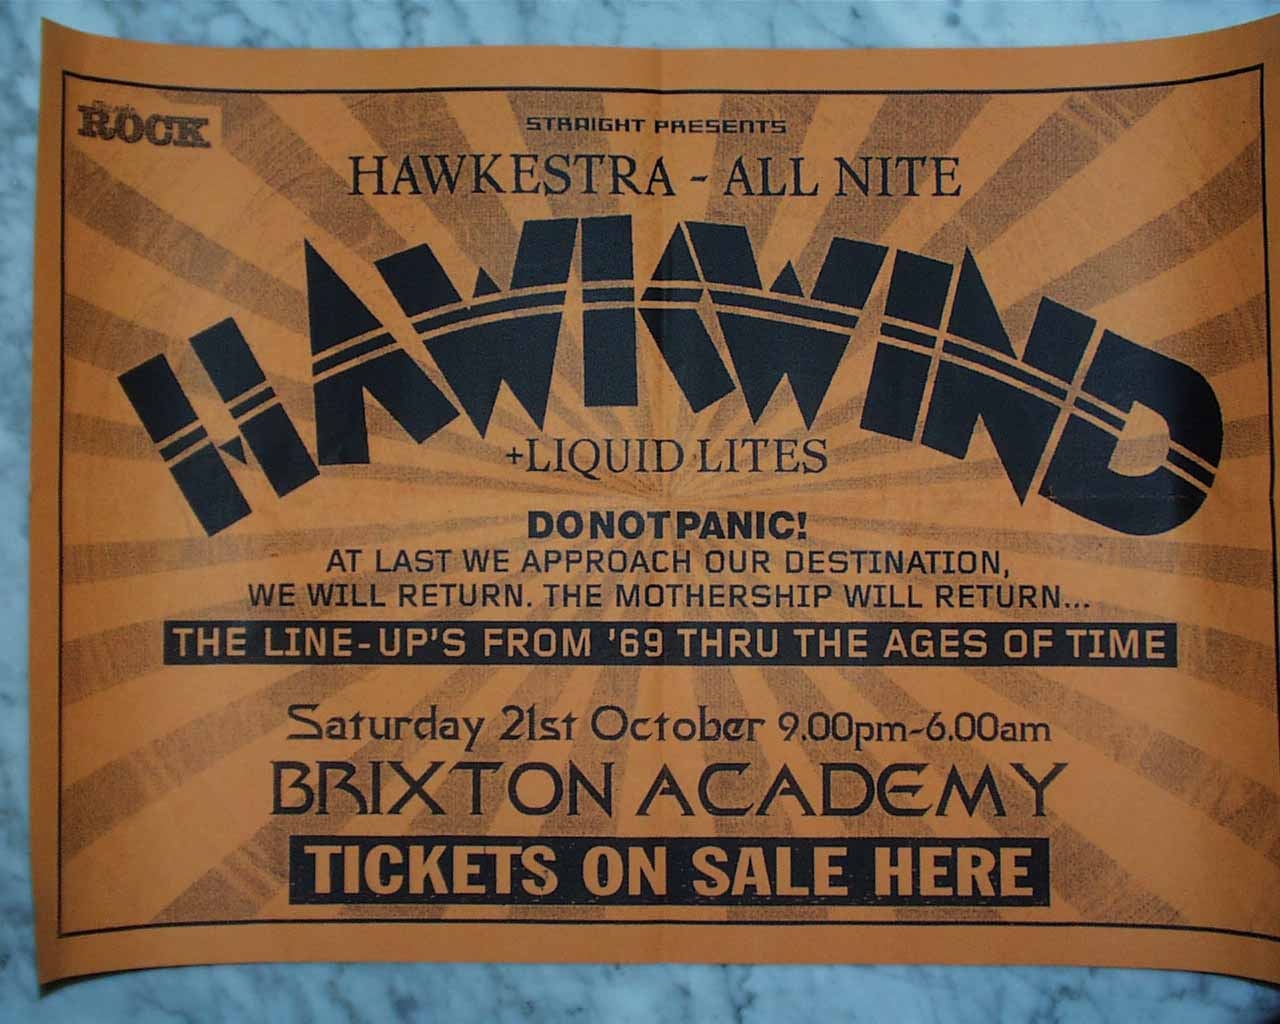 ROCK
STRAIGHT PRESENTS
HAWKESTRA - ALL NITE
HAWKWIND
+LIQUID LITES
DO NOT PANIC!
AT LAST WE APPROACH OUR DESTINATION,
WE WILL RETURN. THE MOTHERSHIP WILL RETURN...
THE LINE-UP'S FROM '69 THRU THE AGES OF TIME
Saturday 21st October 9.00pm-6.00am
BRIXTON ACADEMY
TICKETS ON SALE HERE